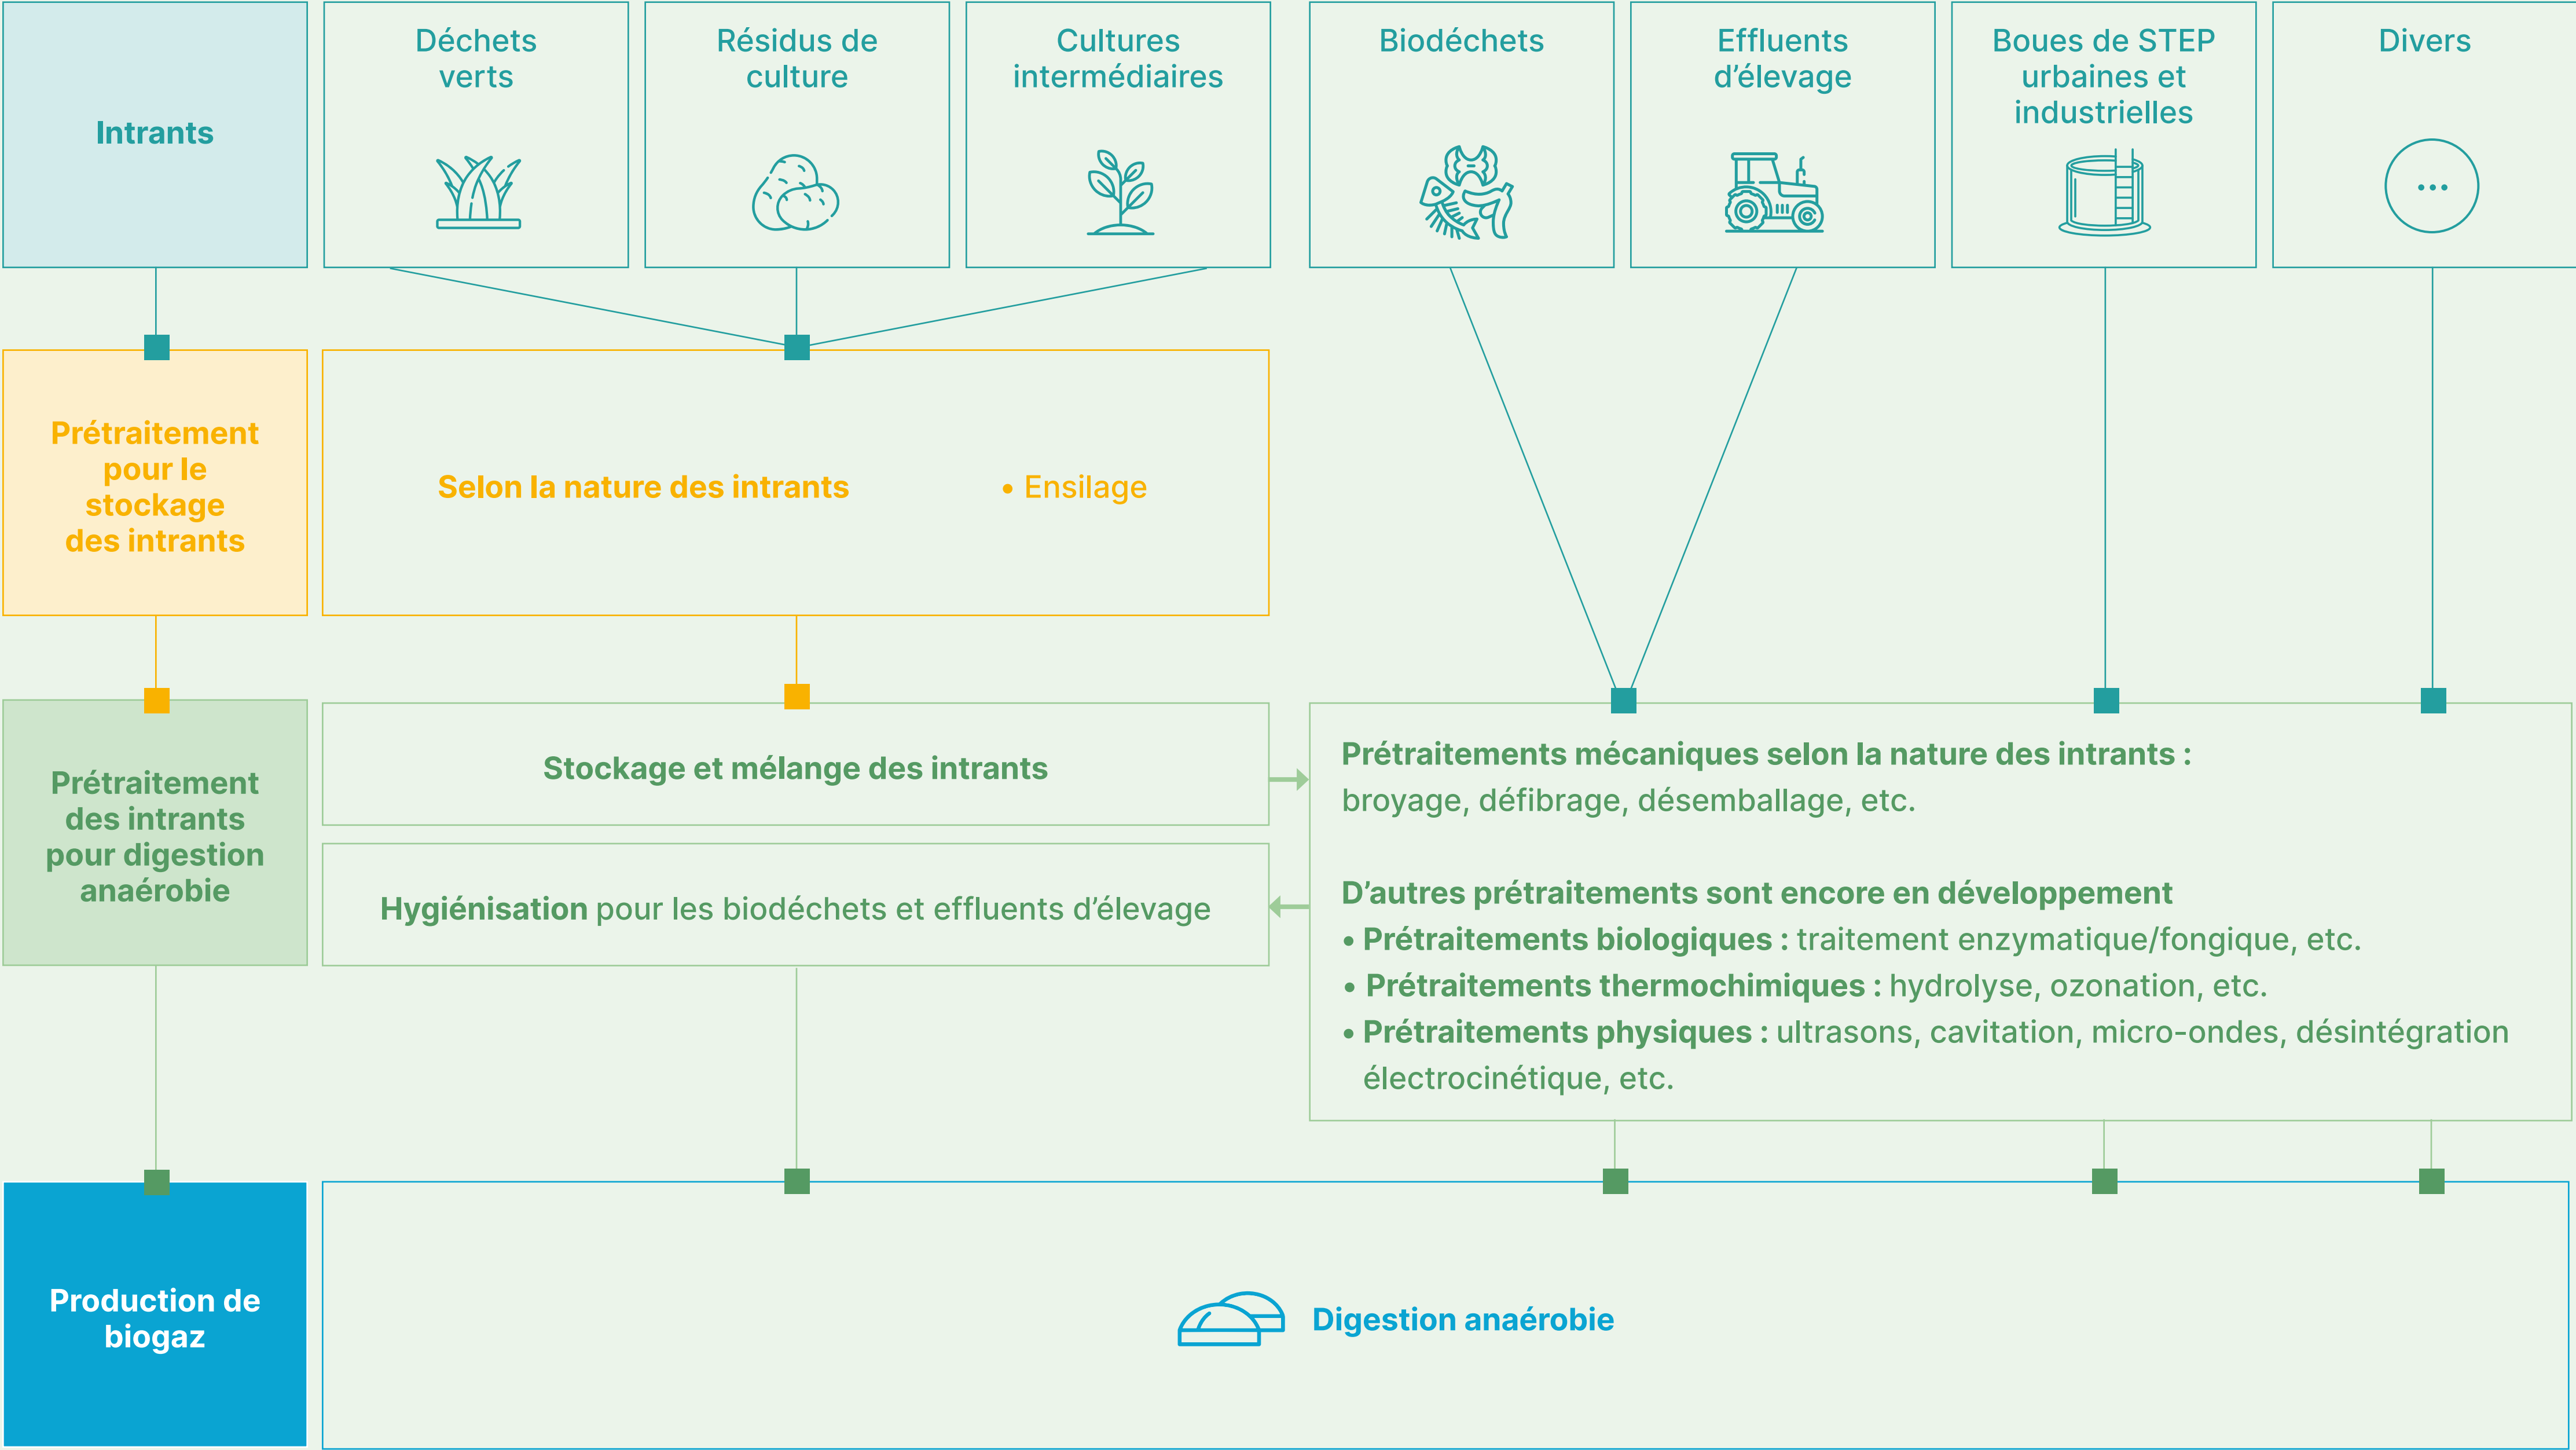 Intrants
Déchets
verts
Résidus de
culture
Cultures
intermédiaires
Biodéchets
Effluents
d’élevage
Boues de STEP
urbaines et
industrielles
Divers
Prétraitement
pour le
stockage
des intrants
Selon la nature des intrants
• Ensilage
Prétraitement
des intrants
pour digestion
anaérobie
Stockage et mélange des intrants
Hygiénisation pour les biodéchets et effluents d’élevage
Prétraitements mécaniques selon la nature des intrants :
broyage, défibrage, désemballage, etc.
D’autres prétraitements sont encore en développement
• Prétraitements biologiques : traitement enzymatique/fongique, etc.
• Prétraitements thermochimiques : hydrolyse, ozonation, etc.
• Prétraitements physiques : ultrasons, cavitation, micro-ondes, désintégration
électrocinétique, etc.
Production de
biogaz
Digestion anaérobie